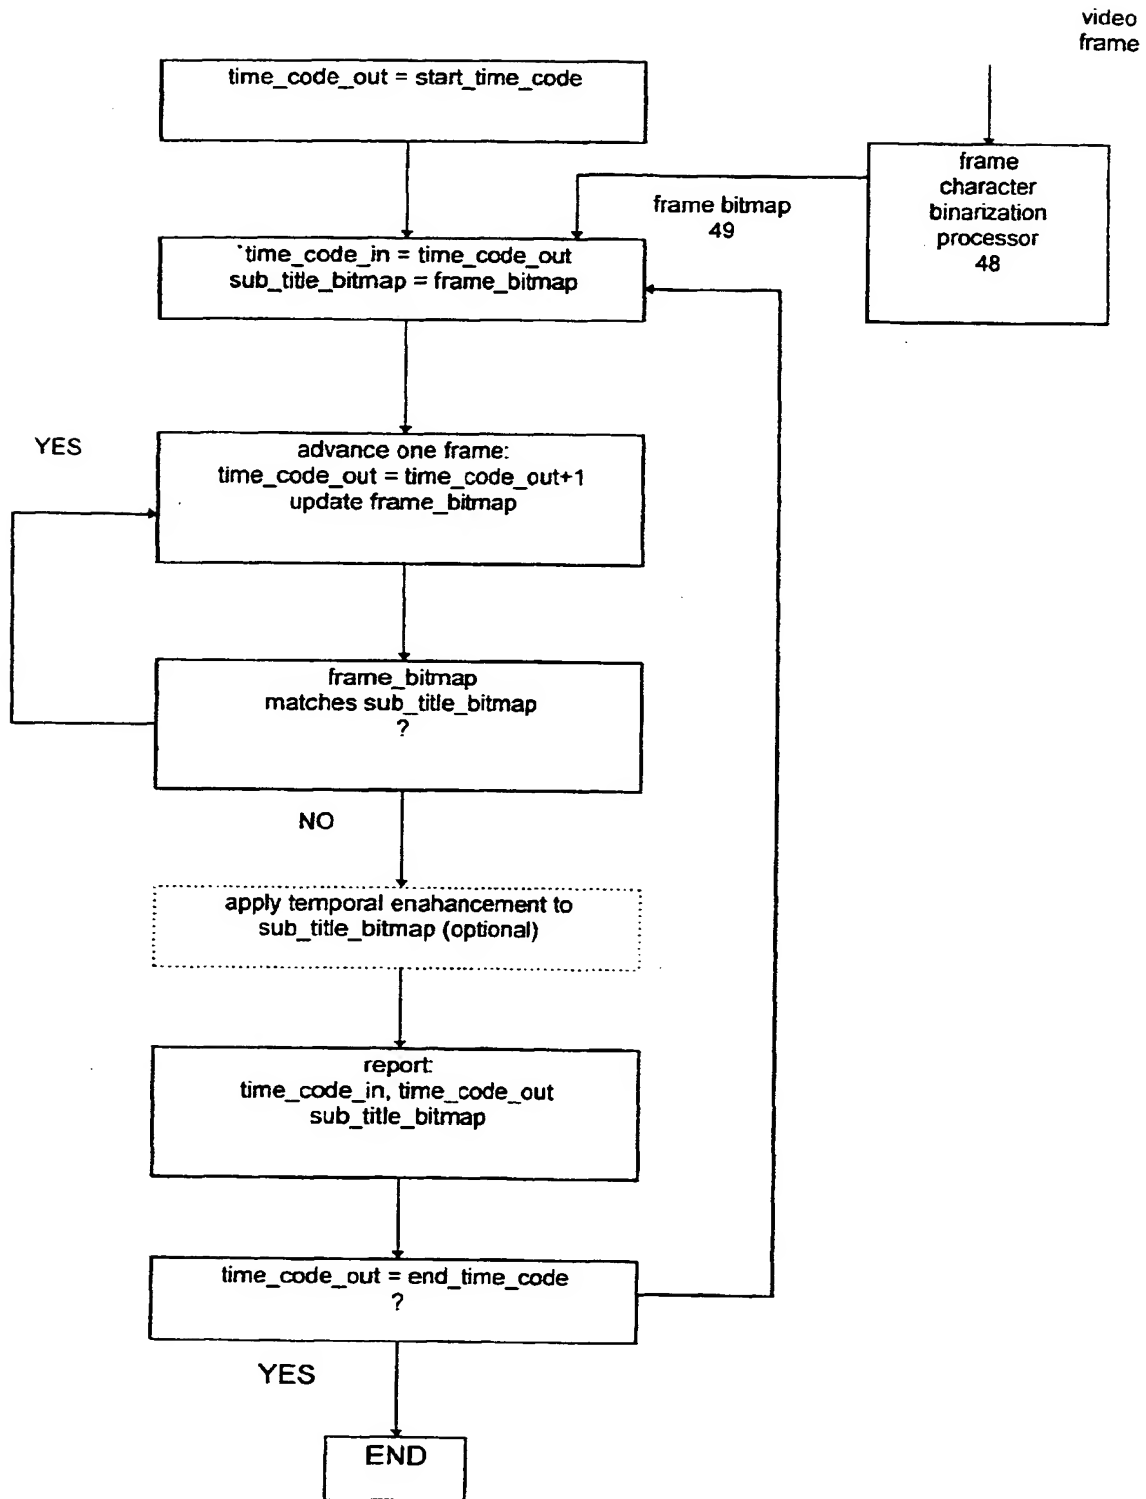 video
frame
time_code_out = start_time_code
frame
character
binarization
processor
48
frame bitmap
49
time_code_in = time_code_out
sub_title_bitmap = frame_bitmap
YES
advance one frame:
time_code_out = time_code_out+1
update frame_bitmap
frame_bitmap
matches sub_title_bitmap
?
NO
apply temporal enahancement to
sub_title_bitmap (optional)
report:
time_code_in, time_code_out
sub_title_bitmap
time_code_out = end_time_code
?
YES
END